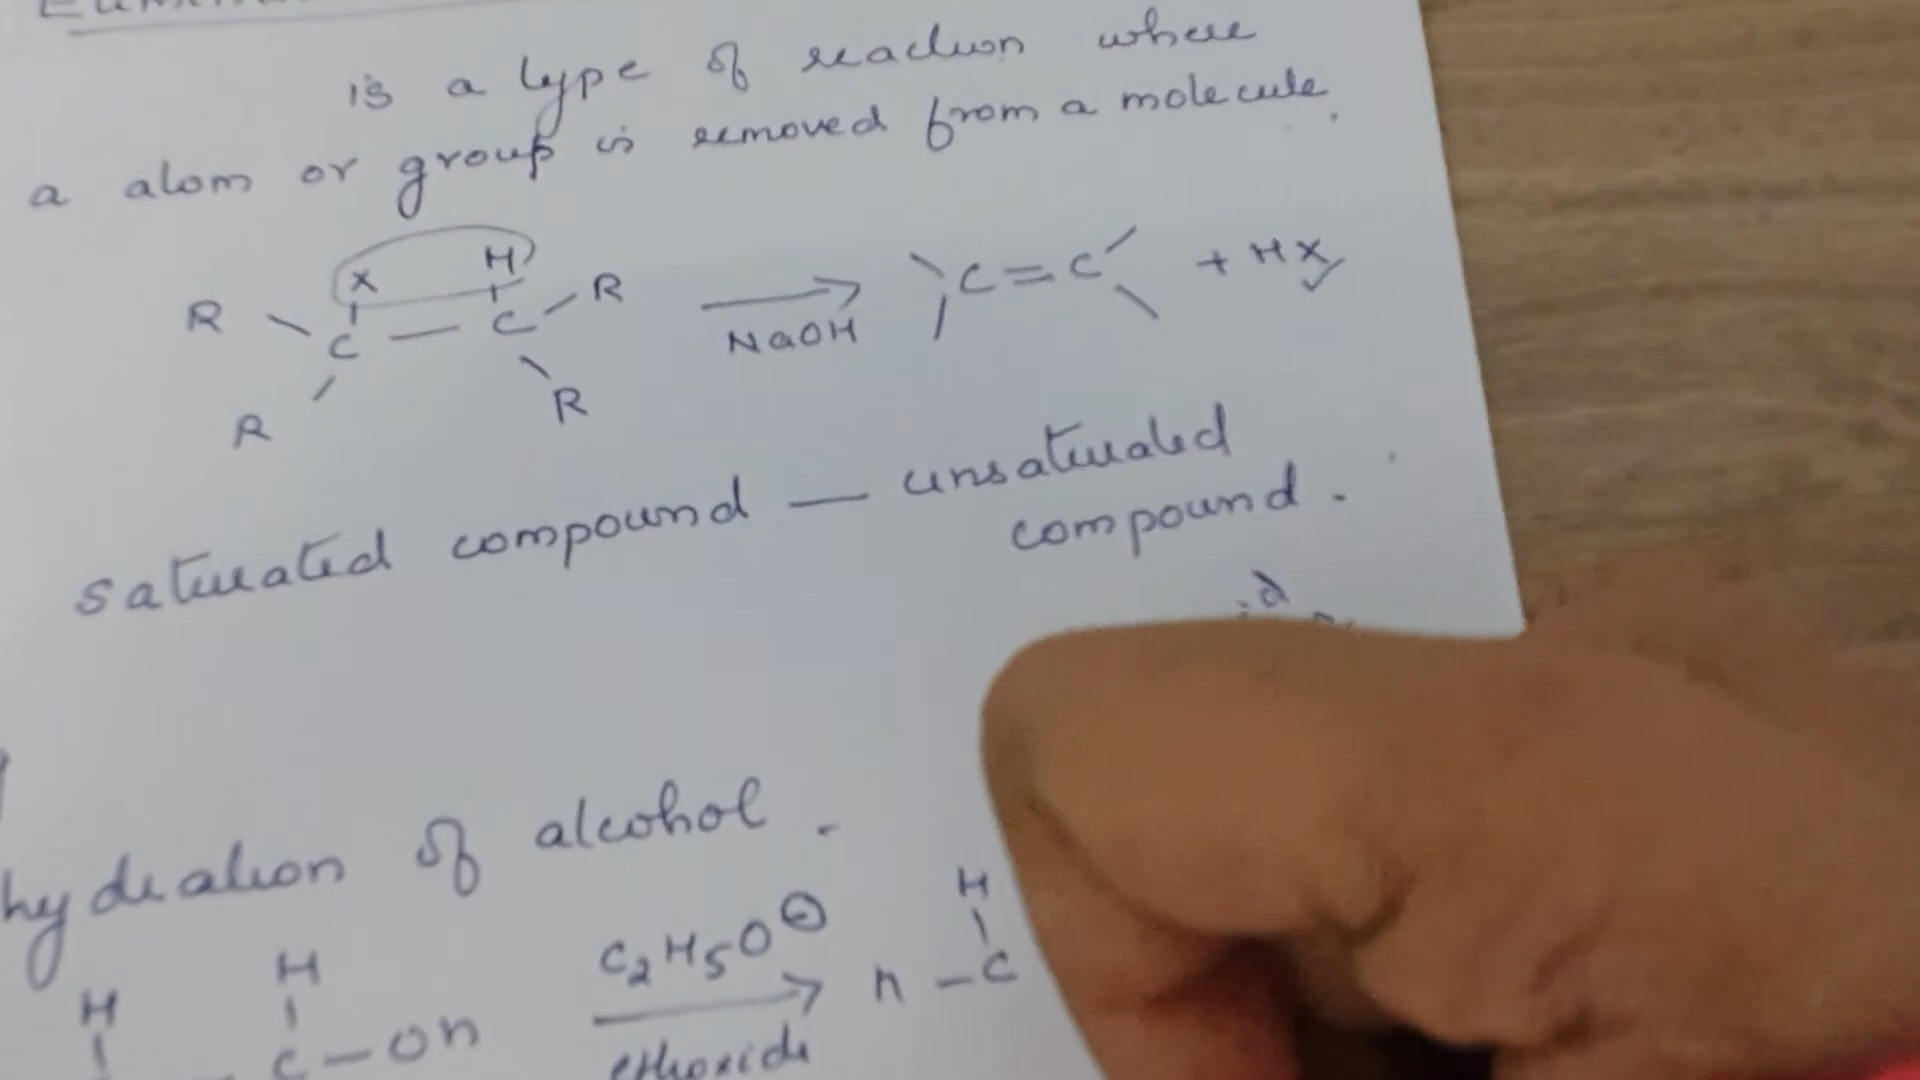 is a type of reaction where
a atom or group is removed from a molecule.
X H
R C — C R → C = C + HX
NaOH
R R
saturated compound — unsaturated
compound.
hydration of alcohol.
H H C2H5O⊖ H
C - OH → H - C
ethoxide